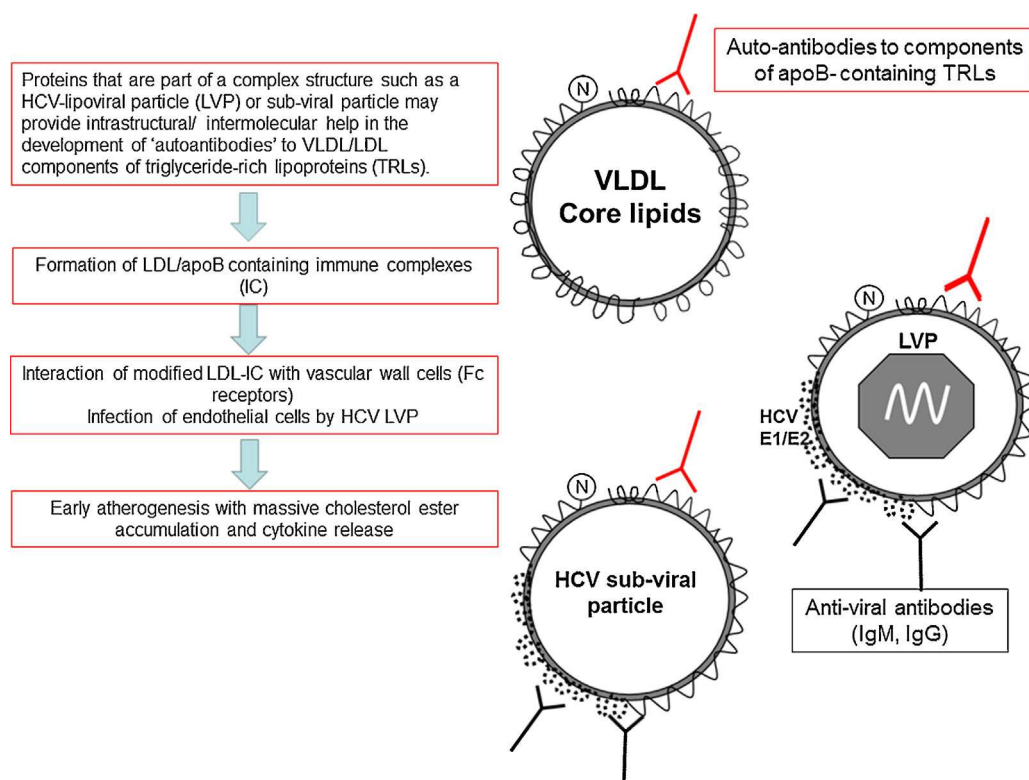 Proteins that are part of a complex structure such as a
HCV-lipoviral particle (LVP) or sub-viral particle may
provide intrastructural/ intermolecular help in the
development of 'autoantibodies' to VLDL/LDL
components of triglyceride-rich lipoproteins (TRLs).
Formation of LDL/apoB containing immune complexes
(IC)
Interaction of modified LDL-IC with vascular wall cells (Fc
receptors)
Infection of endothelial cells by HCV LVP
Early atherogenesis with massive cholesterol ester
accumulation and cytokine release
Auto-antibodies to components
of apoB- containing TRLs
N
VLDL
Core lipids
N
LVP
HCV
E1/E2
N
HCV sub-viral
particle
Anti-viral antibodies
(IgM, IgG)